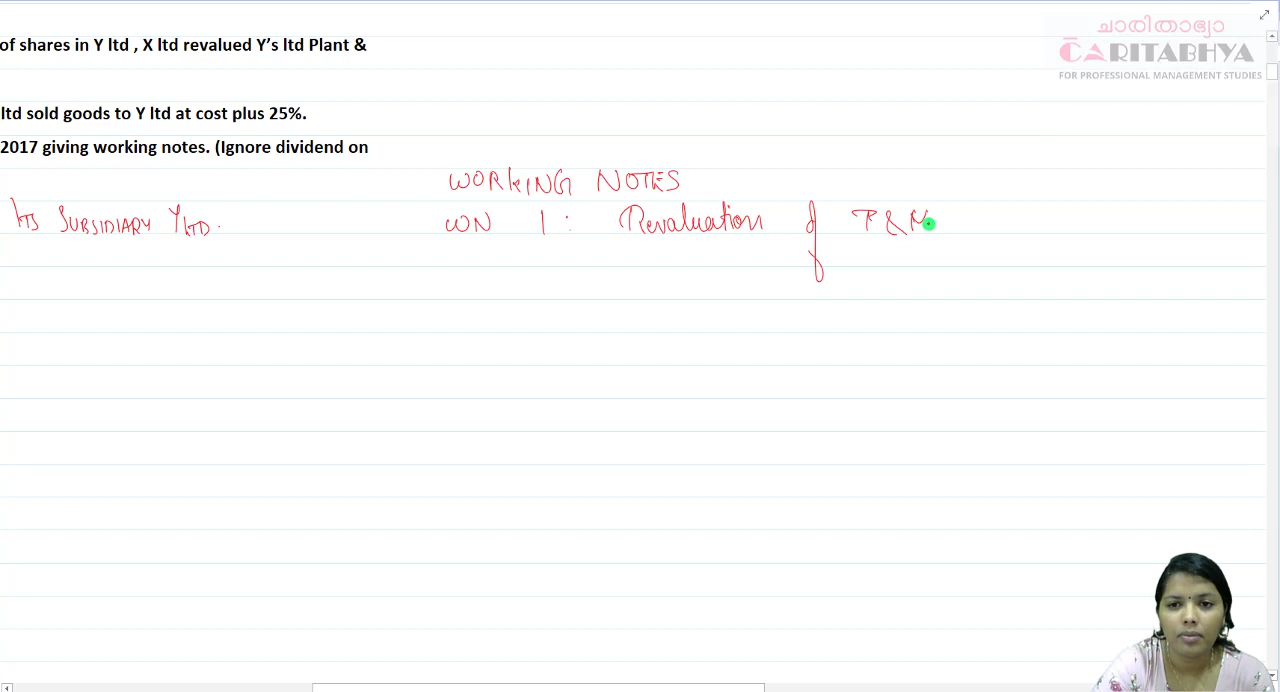 ചാരിതാഭ്യാ
CĀRITABHYA
FOR PROFESSIONAL MANAGEMENT STUDIES
of shares in Y ltd , X ltd revalued Y’s ltd Plant &
ltd sold goods to Y ltd at cost plus 25%.
2017 giving working notes. (Ignore dividend on
WORKING NOTES
ITS SUBSIDIARY Y LTD.
WN 1 : Revaluation of P & M